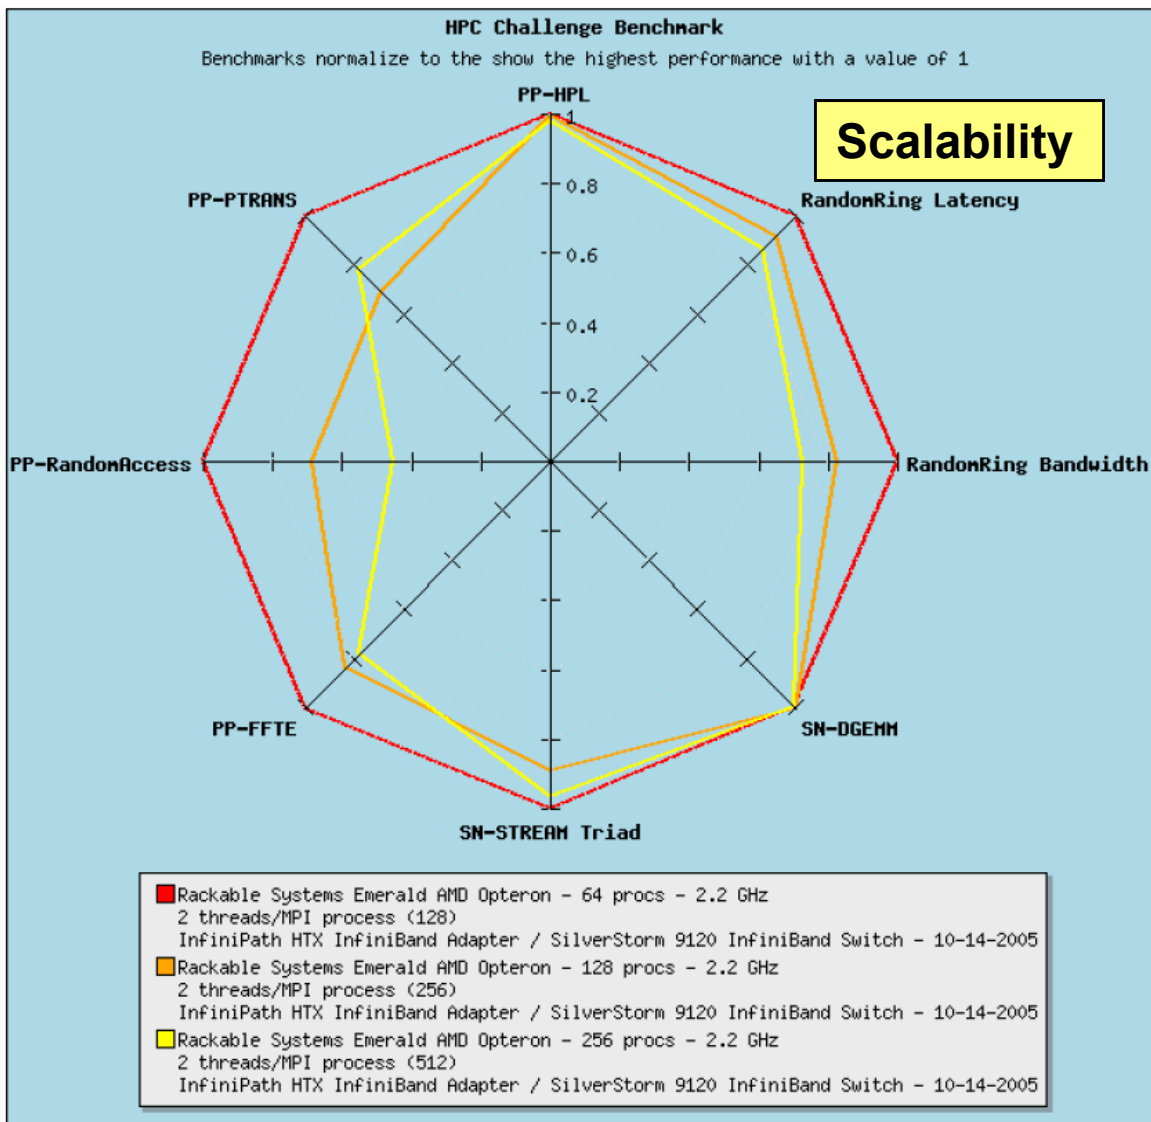 HPC Challenge Benchmark
Benchmarks normalize to the show the highest performance with a value of 1
PP-HPL
Scalability
1
PP-PTRANS
RandomRing Latency
0.8
0.6
0.4
0.2
PP-RandomAccess
RandomRing Bandwidth
PP-FFTE
SN-DGEMM
SN-STREAM Triad
Rackable Systems Emerald AMD Opteron - 64 procs - 2.2 GHz
2 threads/MPI process (128)
InfiniPath HTX InfiniBand Adapter / SilverStorm 9120 InfiniBand Switch - 10-14-2005
Rackable Systems Emerald AMD Opteron - 128 procs - 2.2 GHz
2 threads/MPI process (256)
InfiniPath HTX InfiniBand Adapter / SilverStorm 9120 InfiniBand Switch - 10-14-2005
Rackable Systems Emerald AMD Opteron - 256 procs - 2.2 GHz
2 threads/MPI process (512)
InfiniPath HTX InfiniBand Adapter / SilverStorm 9120 InfiniBand Switch - 10-14-2005